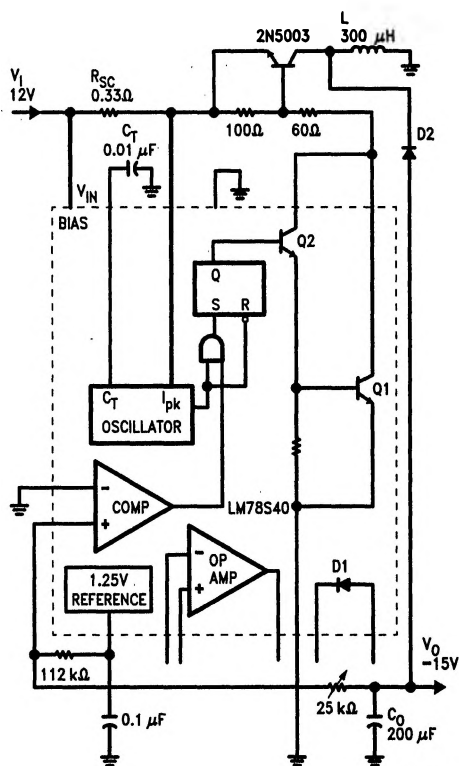 2N5003
L
300 μH
V_I
12V
R_SC
0.33Ω
C_T
0.01 μF
100Ω
60Ω
D2
V_IN
BIAS
Q2
Q
S
R
Q1
C_T
I_pk
OSCILLATOR
-
COMP
+
LM78S40
-
OP
AMP
+
D1
1.25V
REFERENCE
V_O
-15V
112 kΩ
25 kΩ
C_O
200 μF
0.1 μF